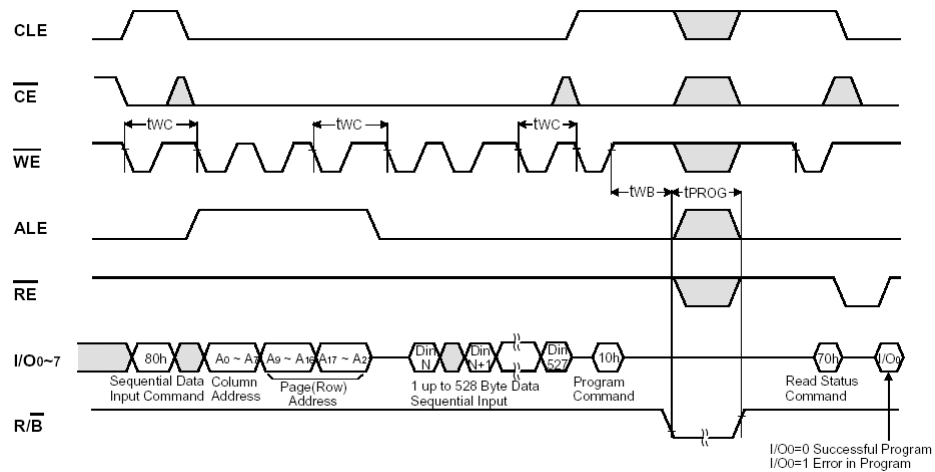 CLE
CE
tWC tWC tWC
WE
tWB tPROG
ALE
RE
I/O0~7 80h A0 ~ A7 A9 ~ A16 A17 ~ A2 Din N Din N+1 Din 527 10h 70h I/O0
Sequential Data Input Command
Column Address
Page(Row) Address
1 up to 528 Byte Data
Sequential Input
Program
Command
Read Status
Command
R/B
I/O0=0 Successful Program
I/O0=1 Error in Program